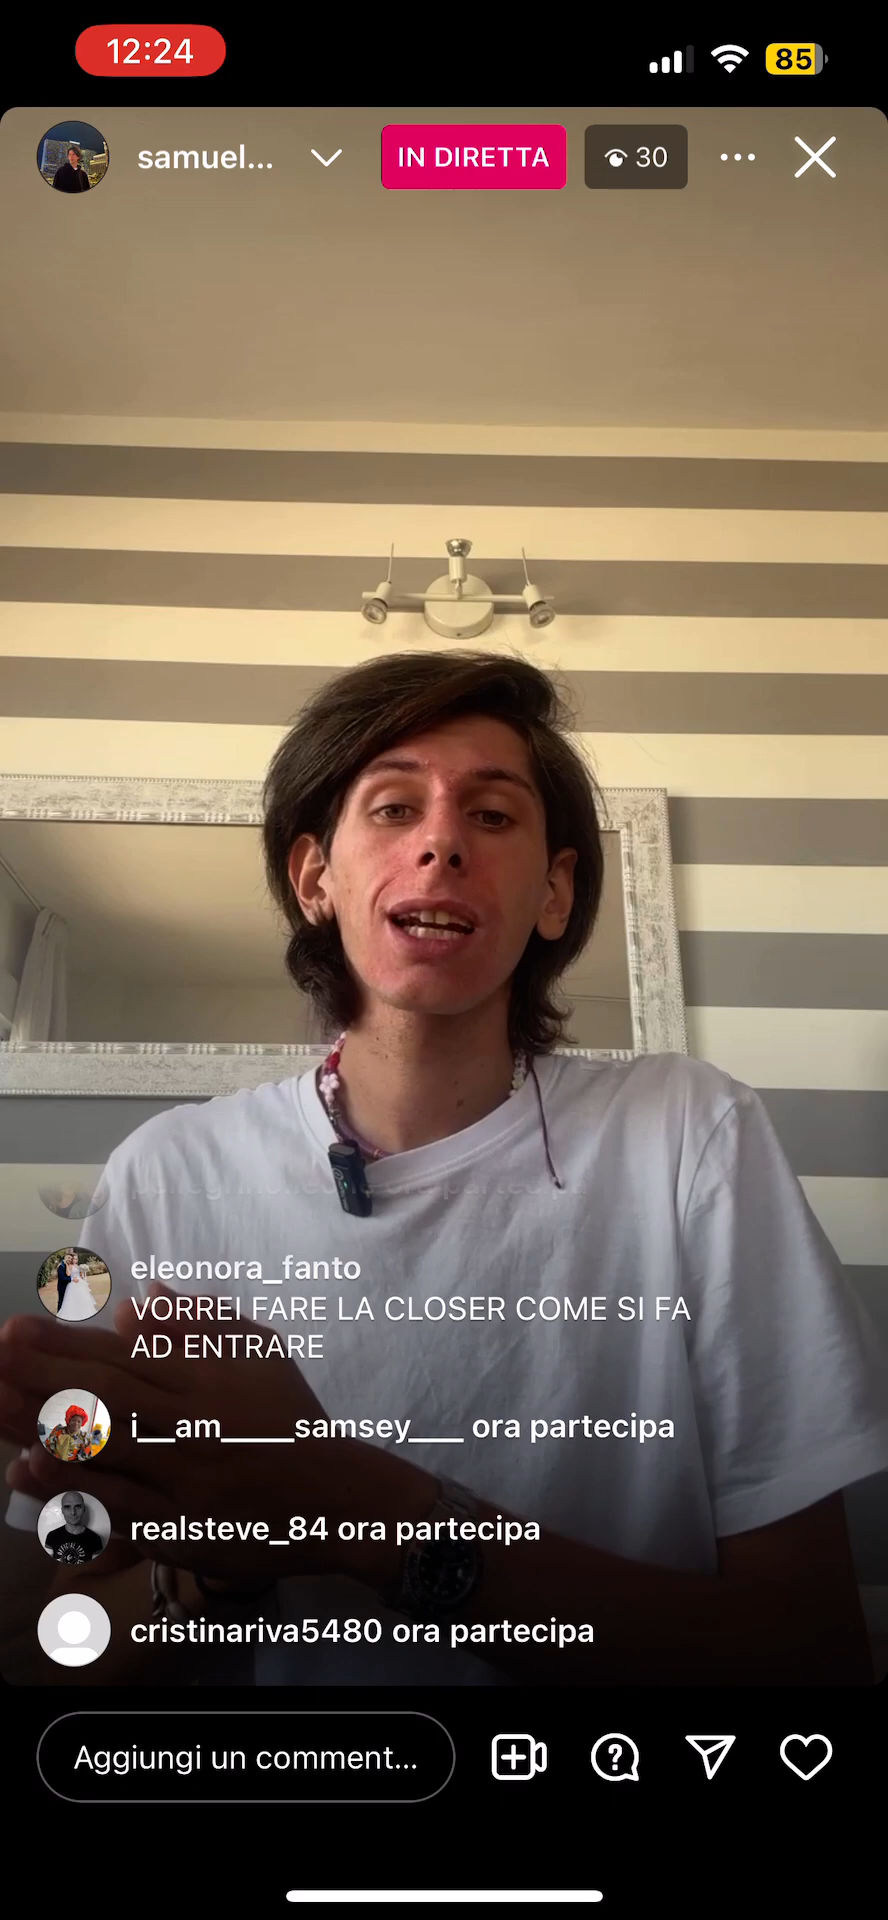 12:24
85
samuel...
IN DIRETTA
30
eleonora_fanto
VORREI FARE LA CLOSER COME SI FA
AD ENTRARE
i__am____samsey___ ora partecipa
realsteve_84 ora partecipa
cristinariva5480 ora partecipa
Aggiungi un comment...